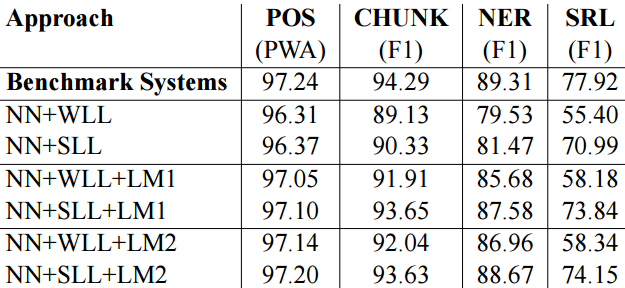 Approach POS CHUNK NER SRL
(PWA) (F1) (F1) (F1)
Benchmark Systems 97.24 94.29 89.31 77.92
NN+WLL 96.31 89.13 79.53 55.40
NN+SLL 96.37 90.33 81.47 70.99
NN+WLL+LM1 97.05 91.91 85.68 58.18
NN+SLL+LM1 97.10 93.65 87.58 73.84
NN+WLL+LM2 97.14 92.04 86.96 58.34
NN+SLL+LM2 97.20 93.63 88.67 74.15